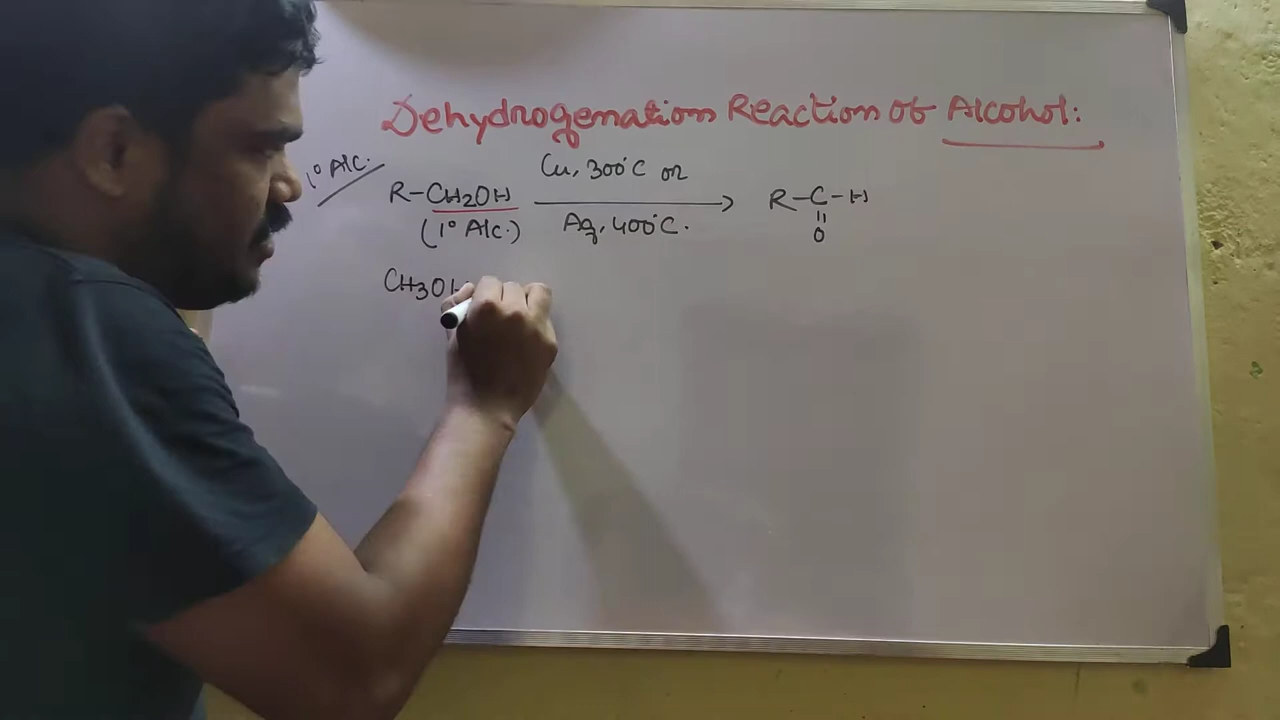 Dehydrogenation Reaction of Alcohol:
1° Alc.
Cu, 300°C or
R-CH2OH → R-C-H
(1° Alc.) Ag, 400°C. || O
CH3OH